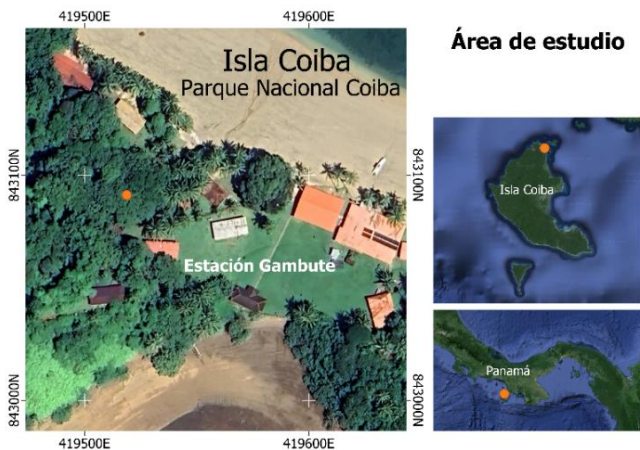 419500E
419600E
Isla Coiba
Parque Nacional Coiba
843100N
843100N
Estación Gambute
843000N
843000N
419500E
419600E
Área de estudio
Isla Coiba
Panamá